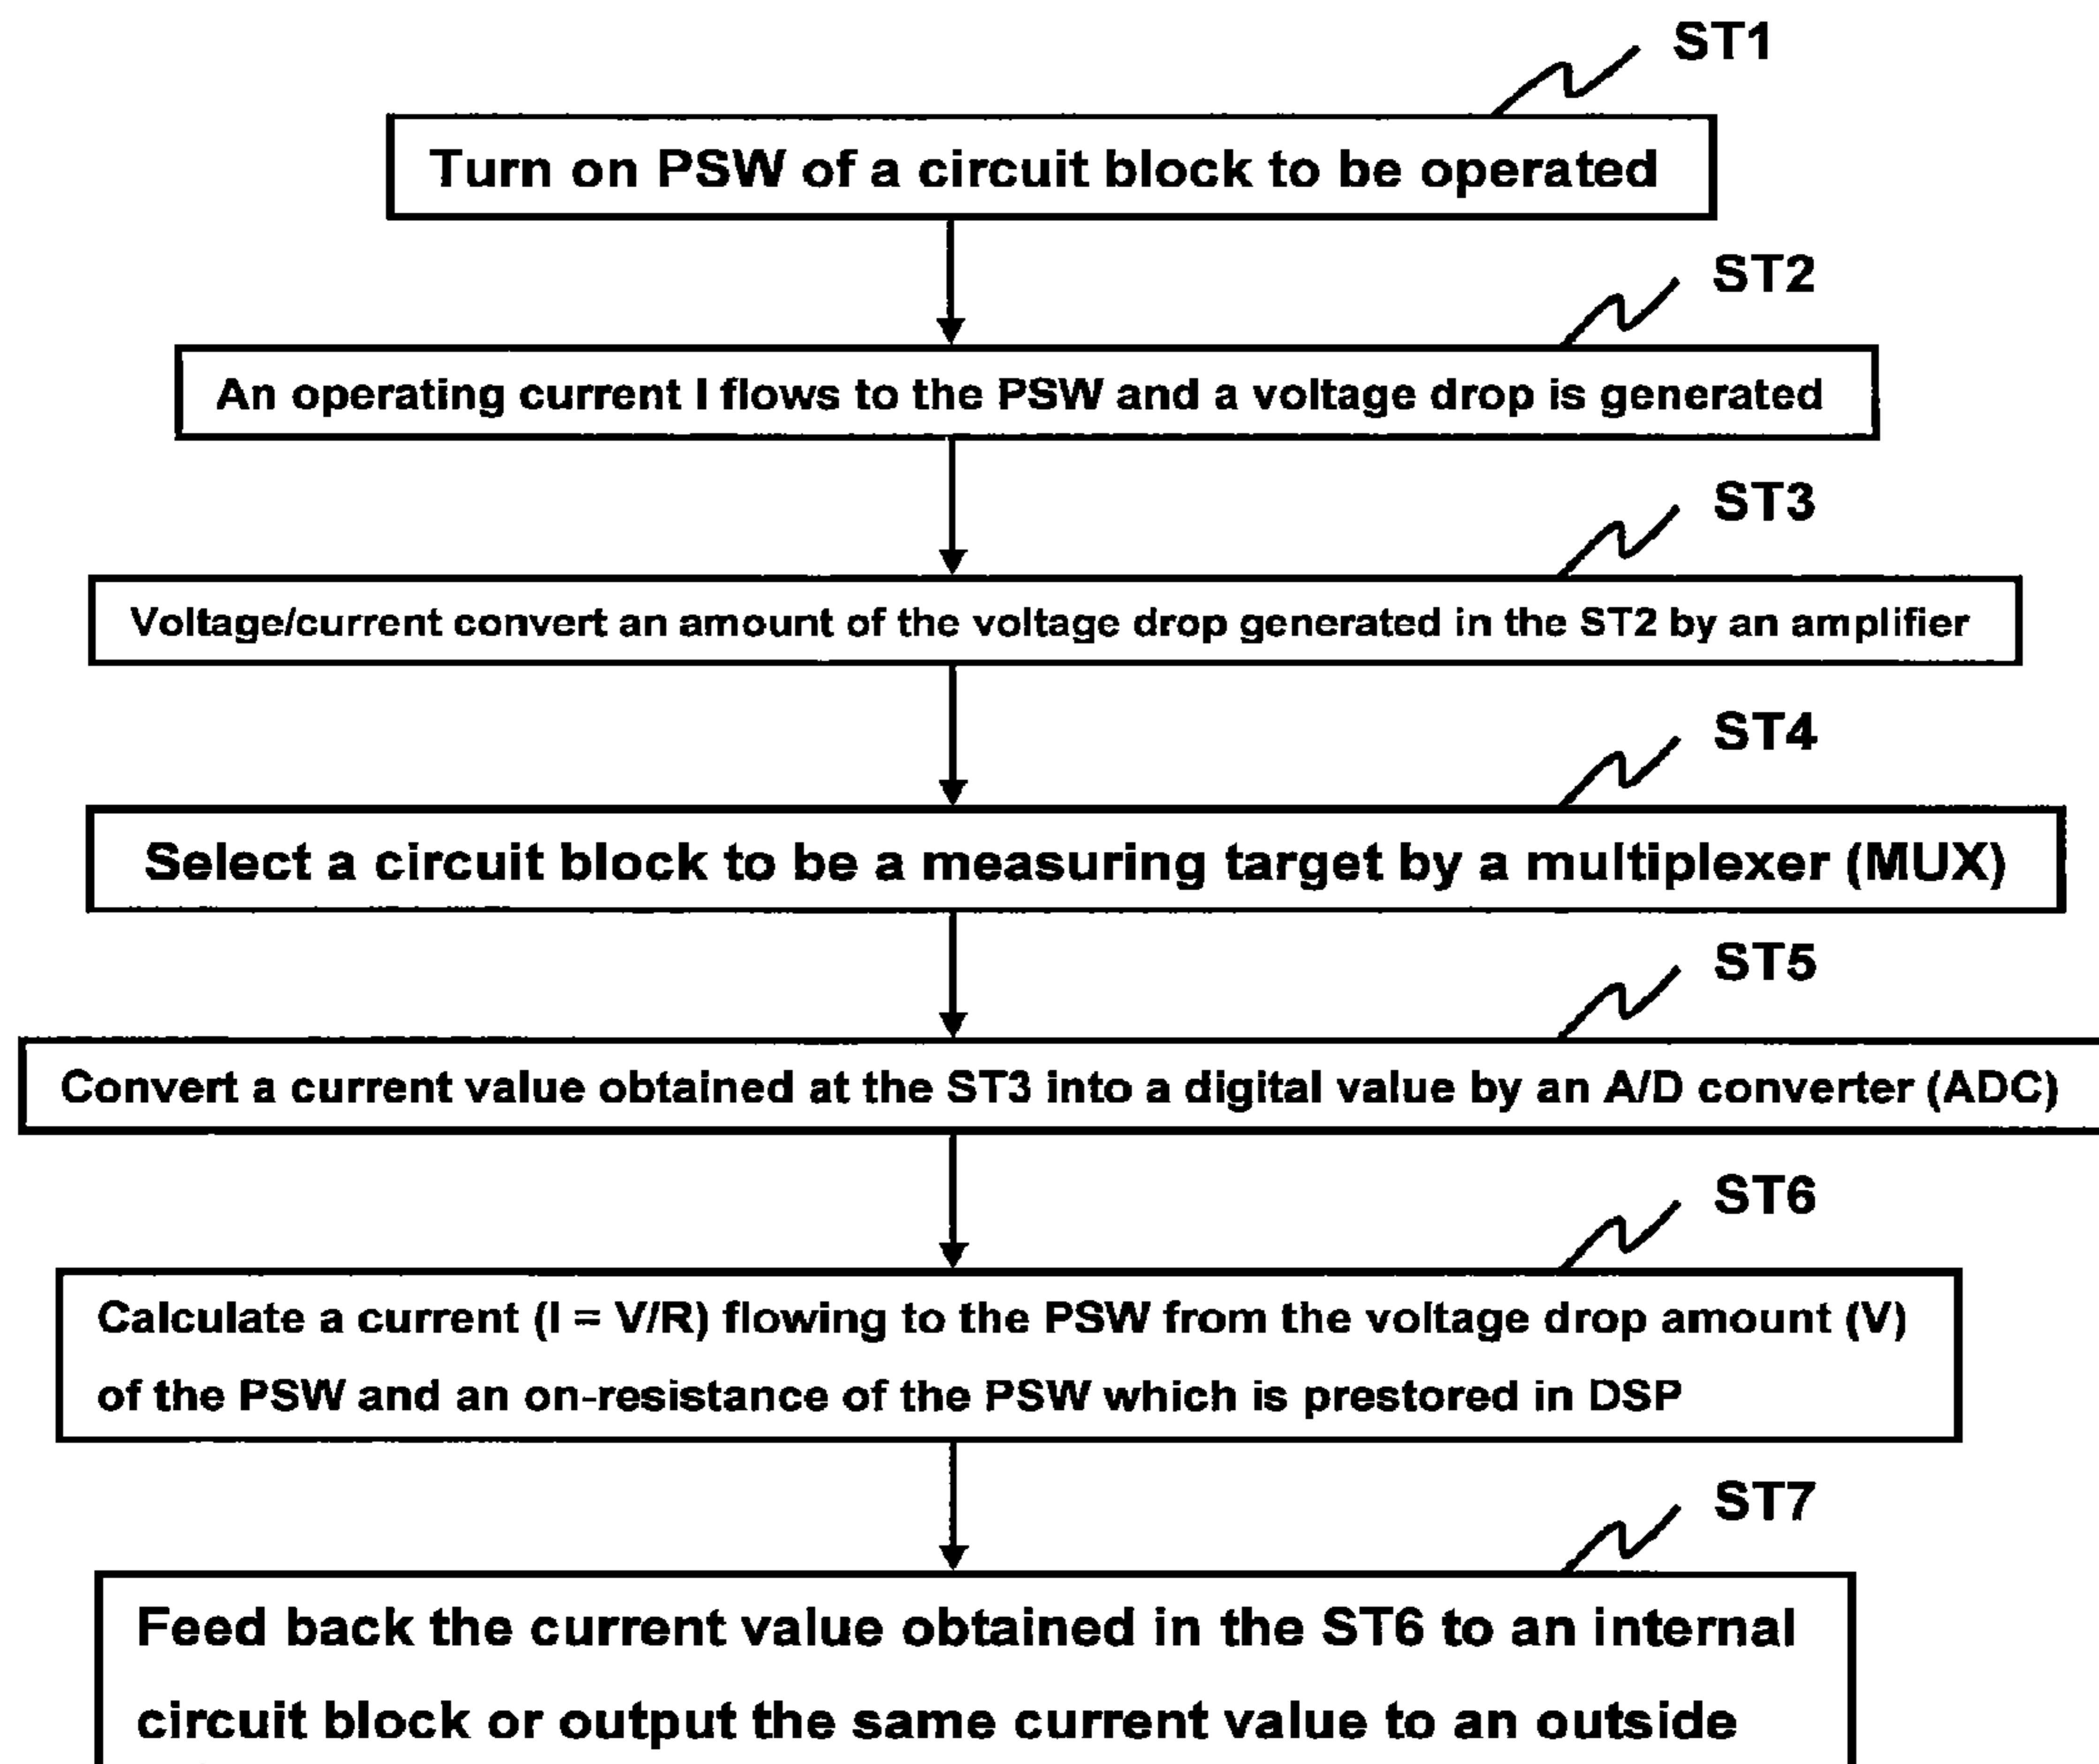 ST1
Turn on PSW of a circuit block to be operated
ST2
An operating current I flows to the PSW and a voltage drop is generated
ST3
Voltage/current convert an amount of the voltage drop generated in the ST2 by an amplifier
ST4
Select a circuit block to be a measuring target by a multiplexer (MUX)
ST5
Convert a current value obtained at the ST3 into a digital value by an A/D converter (ADC)
ST6
Calculate a current (I = V/R) flowing to the PSW from the voltage drop amount (V)
of the PSW and an on-resistance of the PSW which is prestored in DSP
ST7
Feed back the current value obtained in the ST6 to an internal
circuit block or output the same current value to an outside